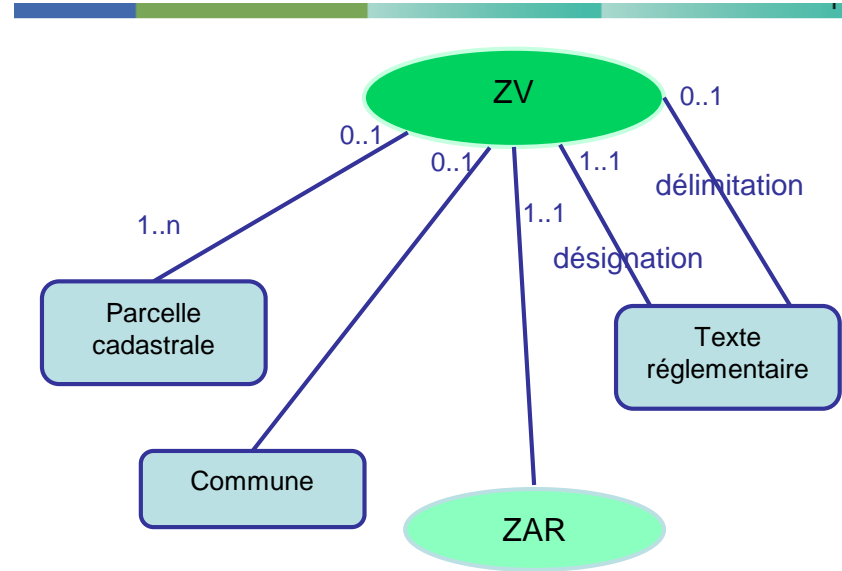 ZV
0..1
0..1
0..1
1..1
délimitation
1..n
1..1
désignation
Parcelle
cadastrale
Texte
réglementaire
Commune
ZAR